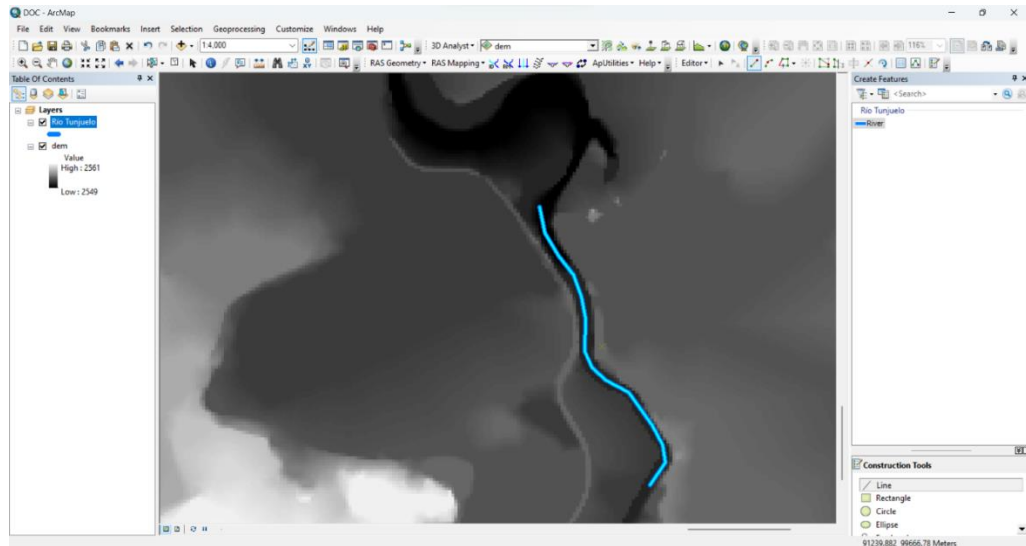 DOC - ArcMap
File Edit View Bookmarks Insert Selection Geoprocessing Customize Windows Help
1:4,000 3D Analyst dem 116%
RAS Geometry RAS Mapping ApUtilities Help Editor
Table Of Contents
Layers
Rio Tunjuelo
dem
Value
High : 2561
Low : 2549
Create Features
<Search>
Rio Tunjuelo
River
Construction Tools
Line
Rectangle
Circle
Ellipse
91239.882 99666.78 Meters